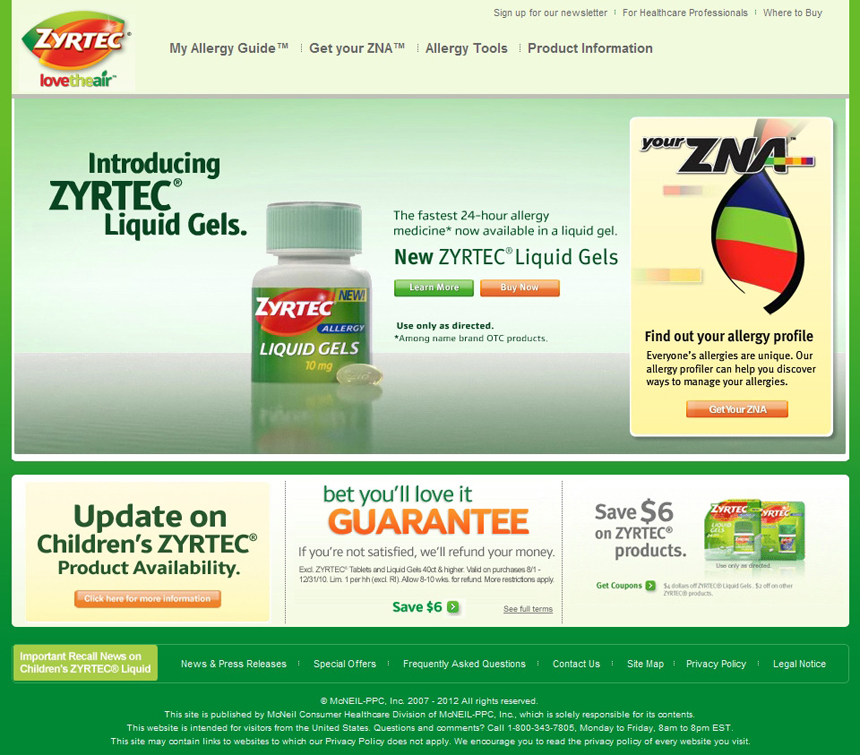 Sign up for our newsletter | For Healthcare Professionals | Where to Buy
ZYRTEC®
lovetheair™
My Allergy Guide™ | Get your ZNA™ | Allergy Tools | Product Information
Introducing
ZYRTEC®
Liquid Gels.
NEW!
ZYRTEC®
ALLERGY
LIQUID GELS
10 mg
The fastest 24-hour allergy
medicine* now available in a liquid gel.
New ZYRTEC® Liquid Gels
Learn More Buy Now
Use only as directed.
*Among name brand OTC products.
your ZNA™
Find out your allergy profile
Everyone's allergies are unique. Our
allergy profiler can help you discover
ways to manage your allergies.
Get Your ZNA
Update on
Children's ZYRTEC®
Product Availability.
Click here for more information
bet you'll love it
GUARANTEE
If you're not satisfied, we'll refund your money.
Excl. ZYRTEC® Tablets and Liquid Gels 40ct & higher. Valid on purchases 8/1 -
12/31/10. Lim. 1 per hh (excl. RI). Allow 8-10 wks. for refund. More restrictions apply.
Save $6 See full terms
Save $6
on ZYRTEC®
products.
ZYRTEC ZYRTEC
LIQUID GELS
Use only as directed.
Get Coupons
$4 dollars off ZYRTEC® Liquid Gels. $2 off on other
ZYRTEC® products.
Important Recall News on
Children's ZYRTEC® Liquid
News & Press Releases | Special Offers | Frequently Asked Questions | Contact Us | Site Map | Privacy Policy | Legal Notice
© McNEIL-PPC, Inc. 2007 - 2012 All rights reserved.
This site is published by McNeil Consumer Healthcare Division of McNEIL-PPC, Inc., which is solely responsible for its contents.
This website is intended for visitors from the United States. Questions and comments? Call 1-800-343-7805, Monday to Friday, 8am to 8pm EST.
This site may contain links to websites to which our Privacy Policy does not apply. We encourage you to read the privacy policy of every website you visit.